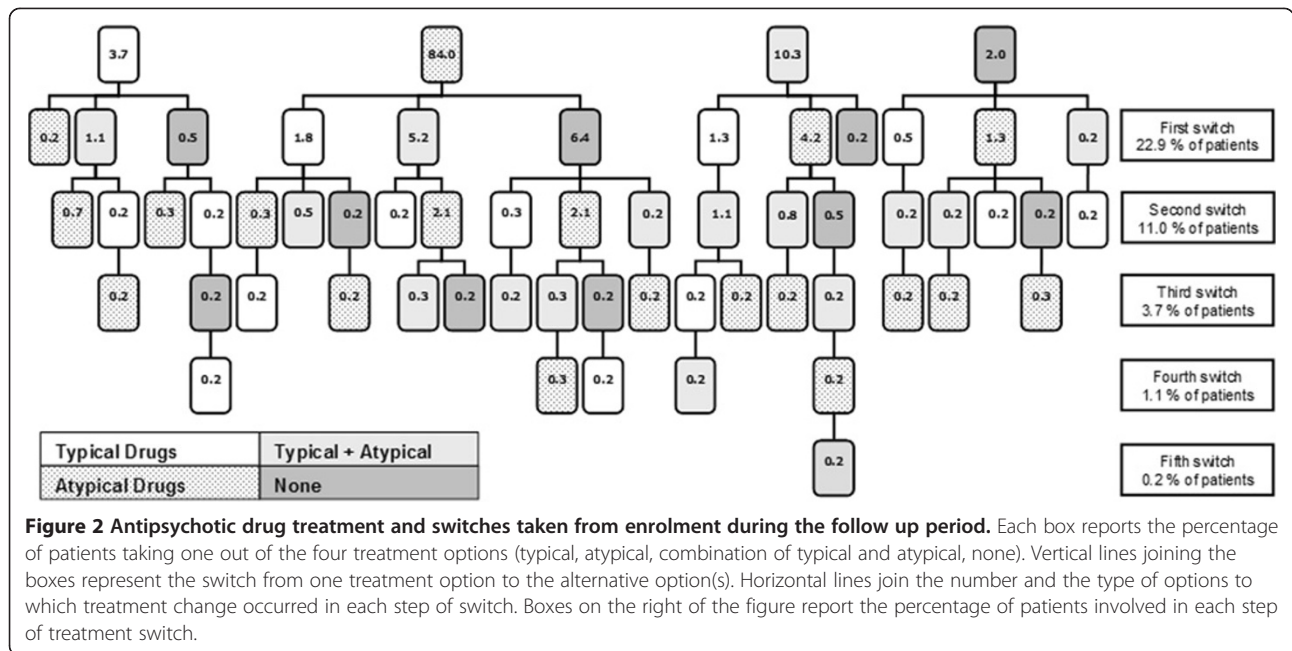 3.7 84.0 10.3 2.0
0.2 1.1 0.5 1.8 5.2 6.4 1.3 4.2 0.2 0.5 1.3 0.2
First switch
22.9 % of patients
0.7 0.2 0.3 0.2 0.3 0.5 0.2 0.2 2.1 0.3 2.1 0.2 1.1 0.8 0.5 0.2 0.2 0.2 0.2 0.2
Second switch
11.0 % of patients
0.2 0.2 0.2 0.2 0.3 0.2 0.2 0.3 0.2 0.2 0.2 0.2 0.2 0.2 0.2 0.2 0.3
Third switch
3.7 % of patients
0.2 0.3 0.2 0.2 0.2
Fourth switch
1.1 % of patients
0.2
Fifth switch
0.2 % of patients
Typical Drugs Typical + Atypical
Atypical Drugs None
Figure 2 Antipsychotic drug treatment and switches taken from enrolment during the follow up period. Each box reports the percentage
of patients taking one out of the four treatment options (typical, atypical, combination of typical and atypical, none). Vertical lines joining the
boxes represent the switch from one treatment option to the alternative option(s). Horizontal lines join the number and the type of options to
which treatment change occurred in each step of switch. Boxes on the right of the figure report the percentage of patients involved in each step
of treatment switch.